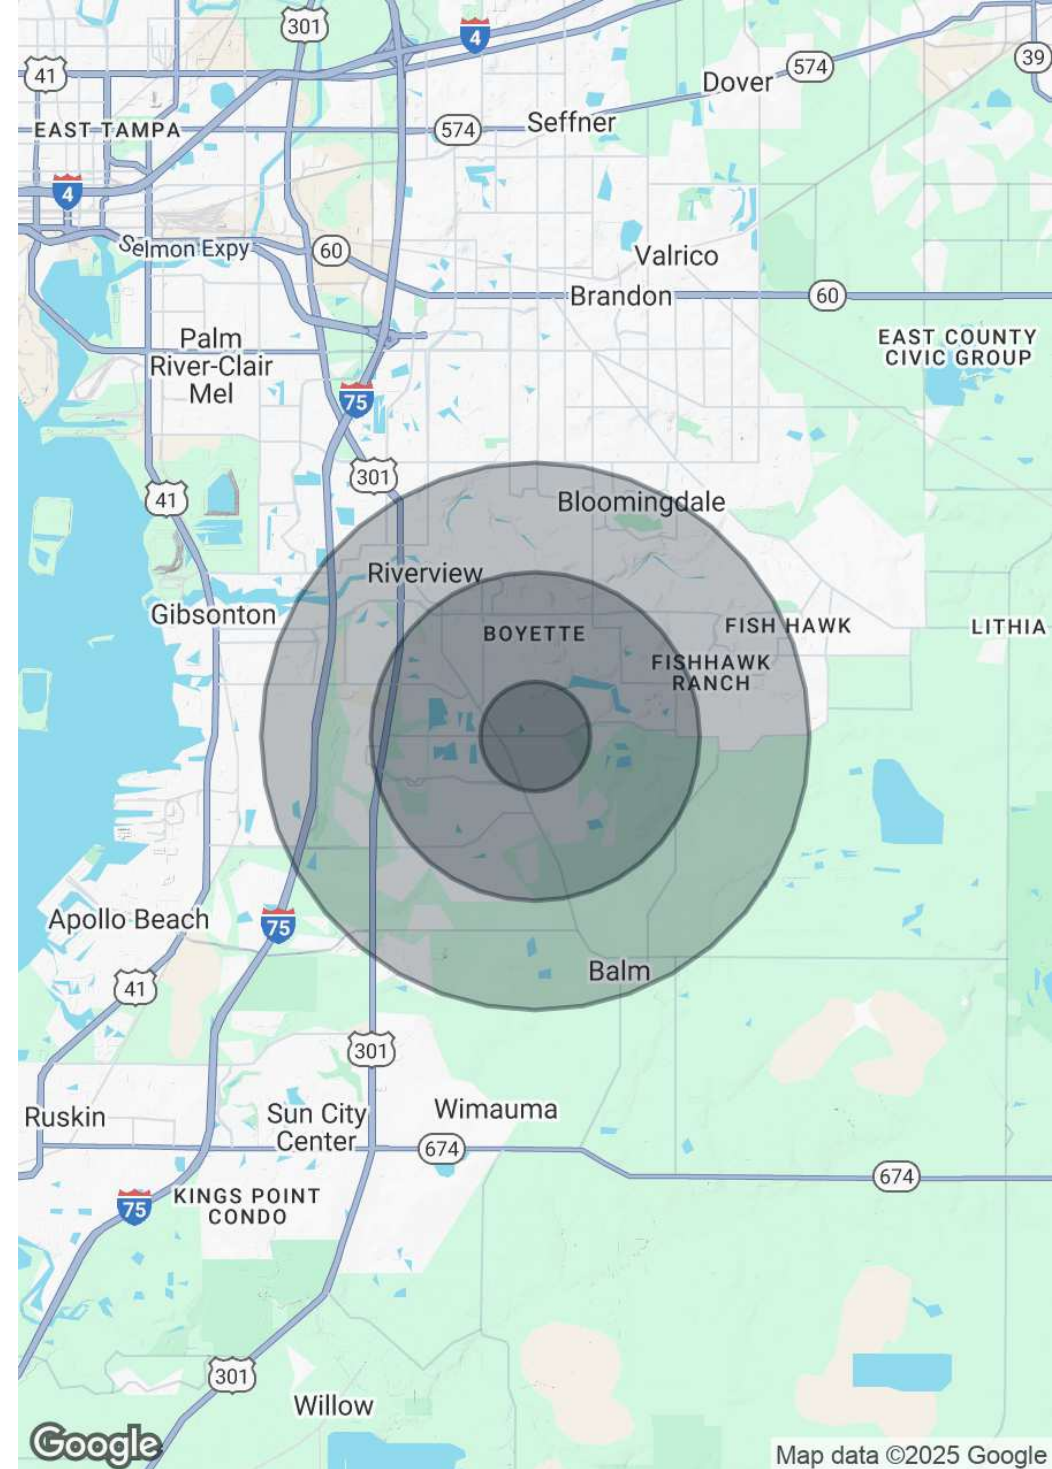 301
4
41
Dover
574
39
EAST TAMPA
574
Seffner
4
Selmon Expy
60
Valrico
Brandon
60
Palm
River-Clair
Mel
EAST COUNTY
CIVIC GROUP
75
301
41
Bloomingdale
Riverview
Gibsonton
BOYETTE
FISH HAWK
LITHIA
FISHHAWK
RANCH
Apollo Beach
75
Balm
41
301
Ruskin
Sun City
Center
Wimauma
674
674
75
KINGS POINT
CONDO
301
Willow
Google
Map data ©2025 Google